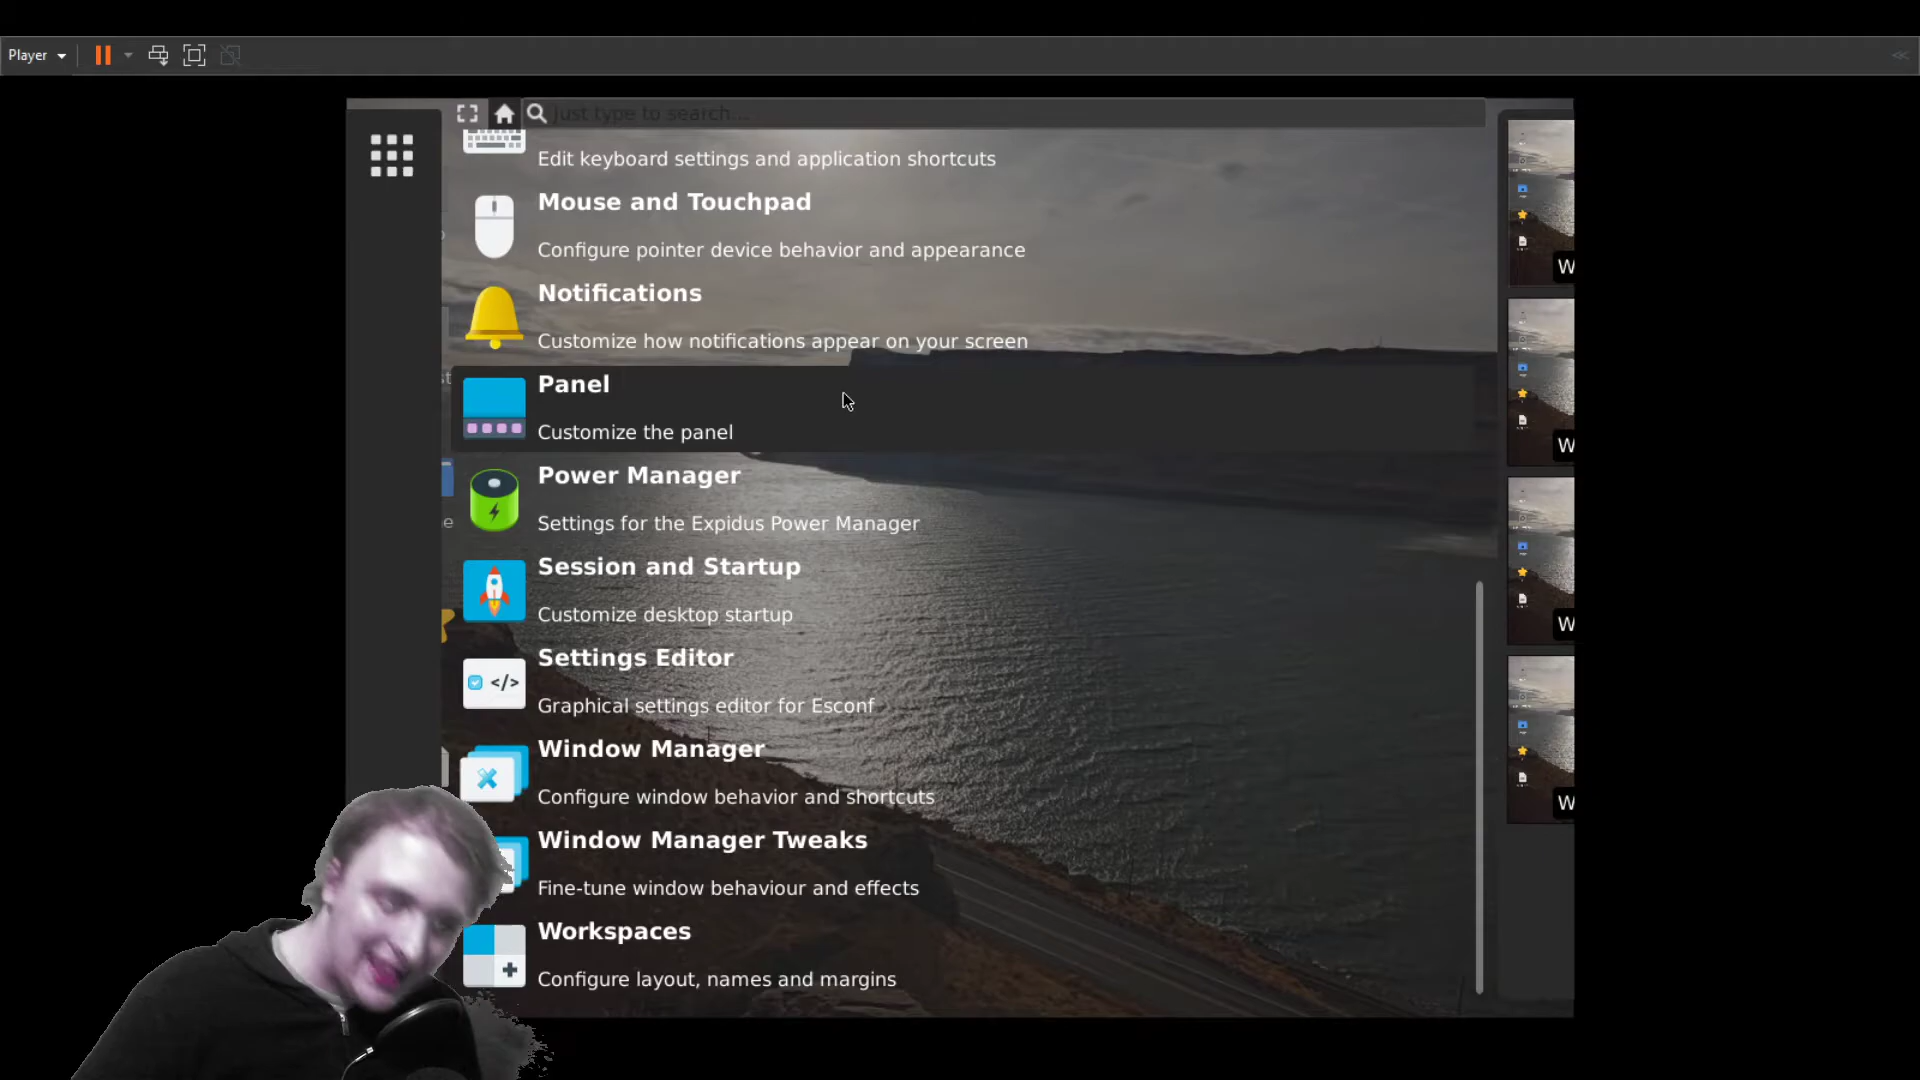 Player
Just type to search...
Edit keyboard settings and application shortcuts
Mouse and Touchpad
Configure pointer device behavior and appearance
Notifications
Customize how notifications appear on your screen
Panel
Customize the panel
Power Manager
Settings for the Expidus Power Manager
Session and Startup
Customize desktop startup
Settings Editor
Graphical settings editor for Esconf
Window Manager
Configure window behavior and shortcuts
Window Manager Tweaks
Fine-tune window behaviour and effects
Workspaces
Configure layout, names and margins
W
W
W
W